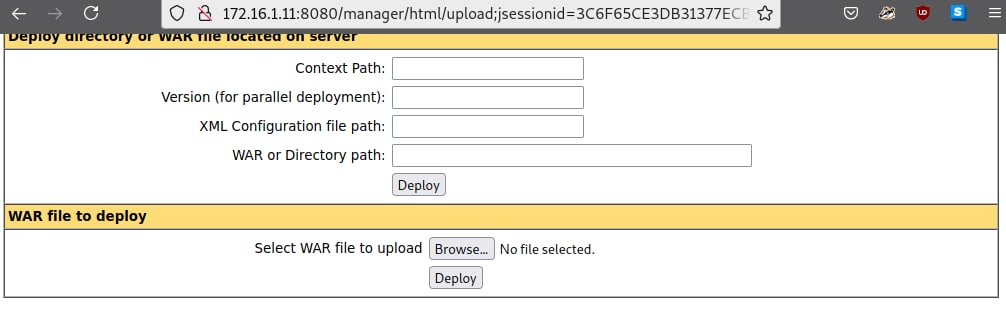 172.16.1.11:8080/manager/html/upload;jsessionid=3C6F65CE3DB31377ECB
Deploy directory or WAR file located on server
Context Path:
Version (for parallel deployment):
XML Configuration file path:
WAR or Directory path:
Deploy
WAR file to deploy
Select WAR file to upload Browse... No file selected.
Deploy